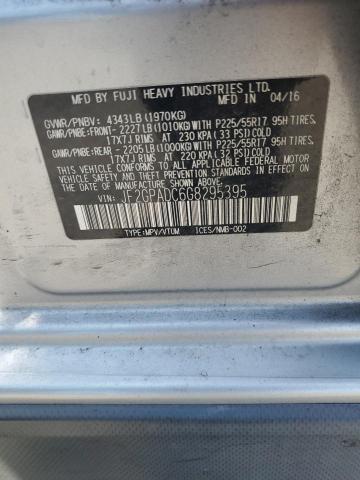 MFD BY FUJI HEAVY INDUSTRIES LTD.
IN 04/16
GVWR/PNBV: 4343LB (1970KG)
GAWR/PNBE: FRONT- 2227LB (1010KG) WITH P225/55R17 95H TIRES.
17X7J RIMS AT 230 KPA (33 PSI) COLD
GAWR/PNBE: REAR - 2205LB (1000KG) WITH P225/55R17 95H TIRES.
17X7J RIMS AT 220 KPA (32 PSI) COLD
THIS VEHICLE CONFORMS TO ALL APPLICABLE
FEDERAL MOTOR VEHICLE SAFETY AND
THEFT PREVENTION STANDARDS IN EFFECT ON
THE DATE OF MANUFACTURE SHOWN ABOVE.
VIN: JF2GPADC6G8295395
TYPE:MPV/VTUM ICES/NMB-002